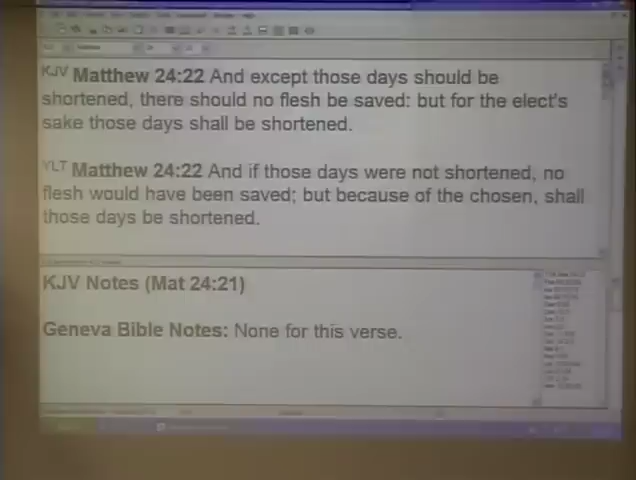 KJV Matthew 24:22 And except those days should be
shortened, there should no flesh be saved: but for the elect's
sake those days shall be shortened.
YLT Matthew 24:22 And if those days were not shortened, no
flesh would have been saved; but because of the chosen, shall
those days be shortened.
KJV Notes (Mat 24:21)
Geneva Bible Notes: None for this verse.